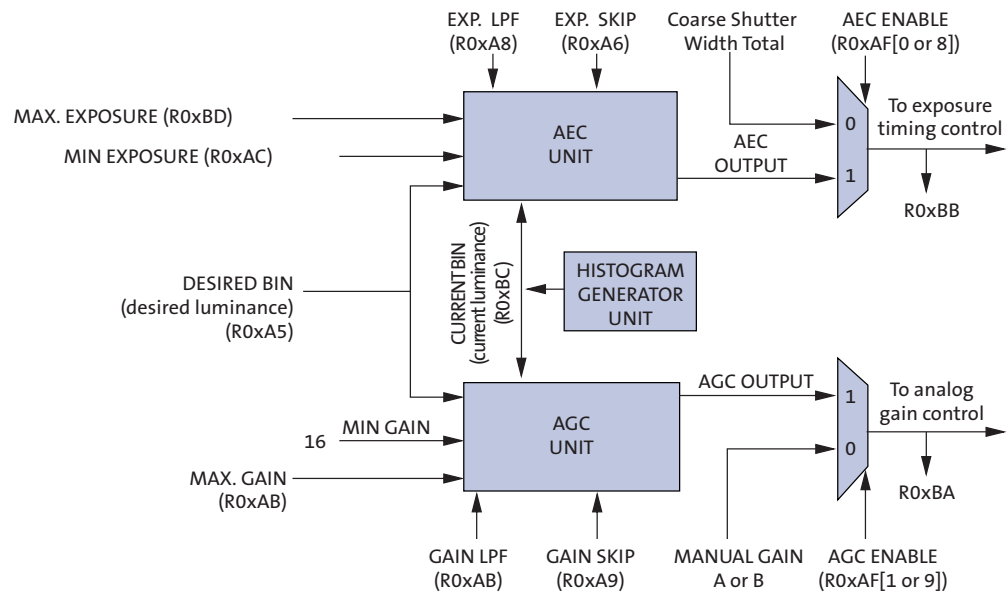 EXP. LPF
(R0xA8)
EXP. SKIP
(R0xA6)
Coarse Shutter
Width Total
AEC ENABLE
(R0xAF[0 or 8])
MAX. EXPOSURE (R0xBD)
MIN EXPOSURE (R0xAC)
AEC
UNIT
AEC
OUTPUT
0
1
To exposure
timing control
R0xBB
DESIRED BIN
(desired luminance)
(R0xA5)
CURRENT BIN
(current luminance)
(R0xBC)
HISTOGRAM
GENERATOR
UNIT
AGC OUTPUT
1
0
To analog
gain control
R0xBA
16
MIN GAIN
AGC
UNIT
MAX. GAIN
(R0xAB)
GAIN LPF
(R0xAB)
GAIN SKIP
(R0xA9)
MANUAL GAIN
A or B
AGC ENABLE
(R0xAF[1 or 9])